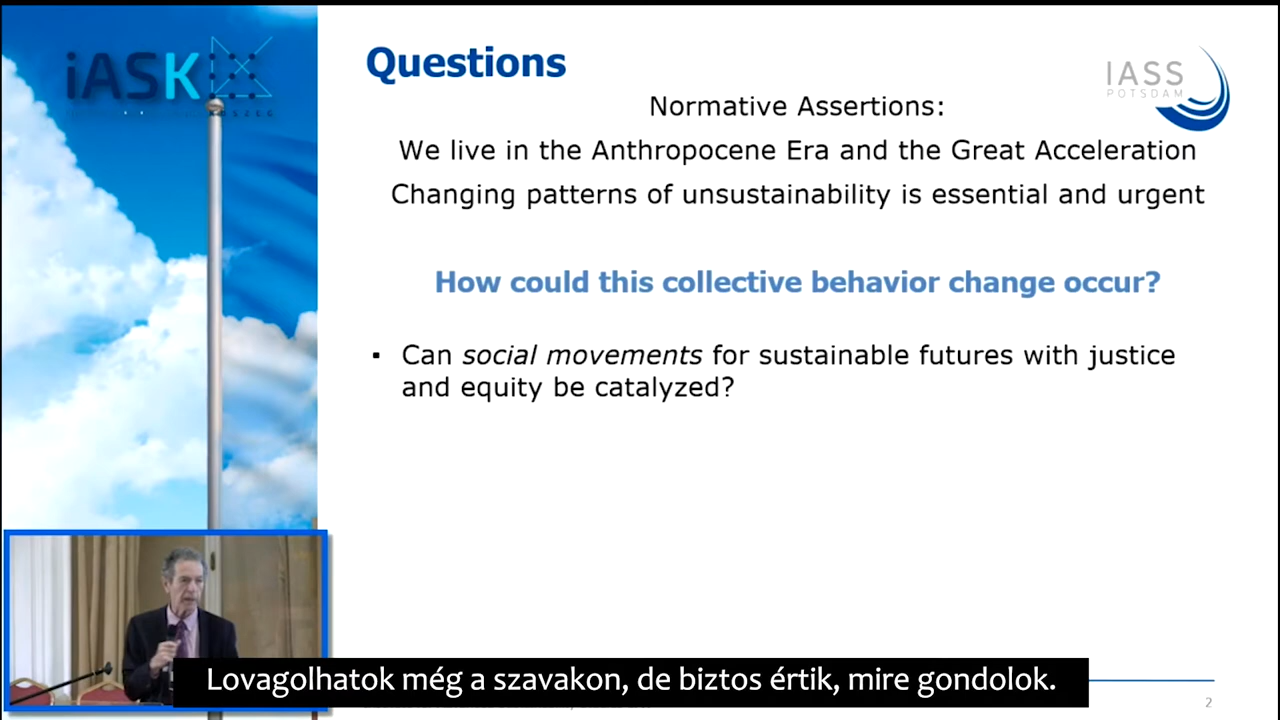 iASK
KOSZEG
Questions
IASS
POTSDAM
Normative Assertions:
We live in the Anthropocene Era and the Great Acceleration
Changing patterns of unsustainability is essential and urgent
How could this collective behavior change occur?
▪ Can social movements for sustainable futures with justice
and equity be catalyzed?
Lovagolhatok még a szavakon, de biztos értik, mire gondolok.
2